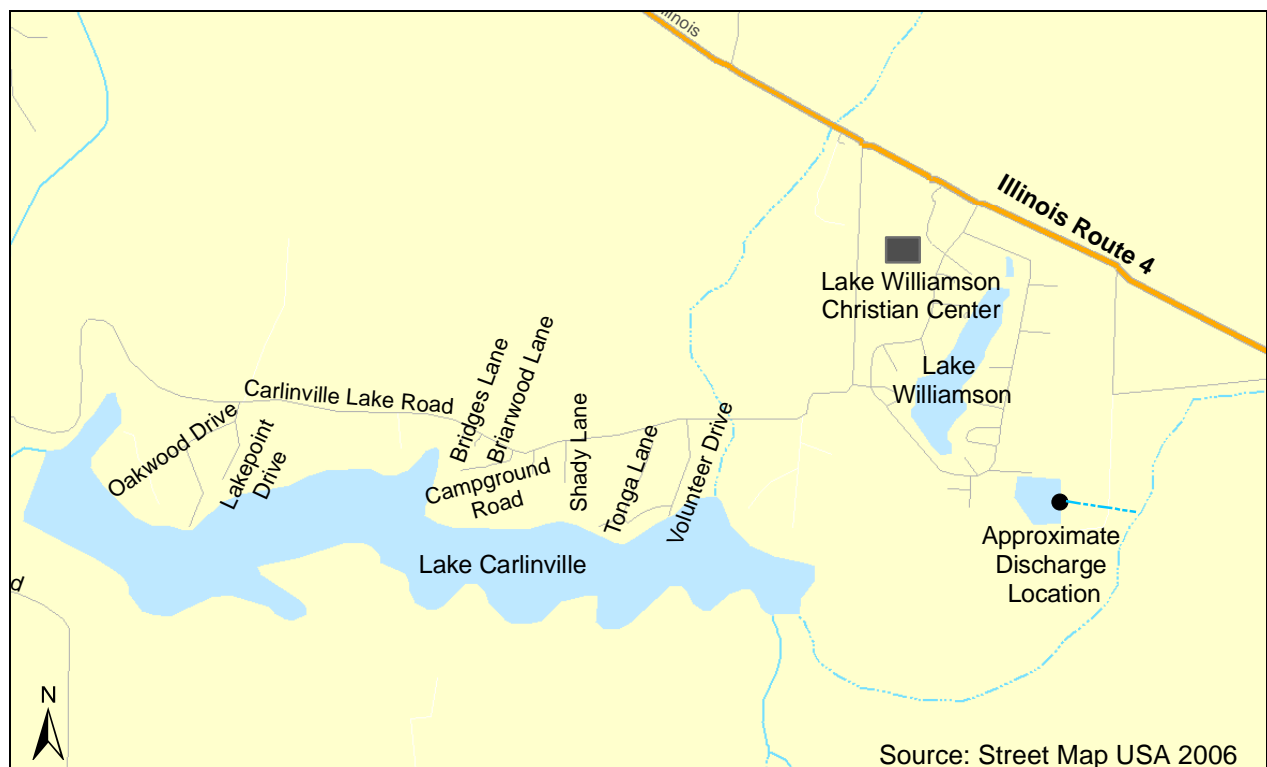 Illinois
Illinois Route 4
Lake Williamson
Christian Center
Lake
Williamson
Carlinville Lake Road
Bridges Lane
Briarwood Lane
Oakwood Drive
Lakepoint
Drive
Campground
Road
Shady Lane
Tonga Lane
Volunteer Drive
Lake Carlinville
Approximate
Discharge
Location
d
N
Source: Street Map USA 2006